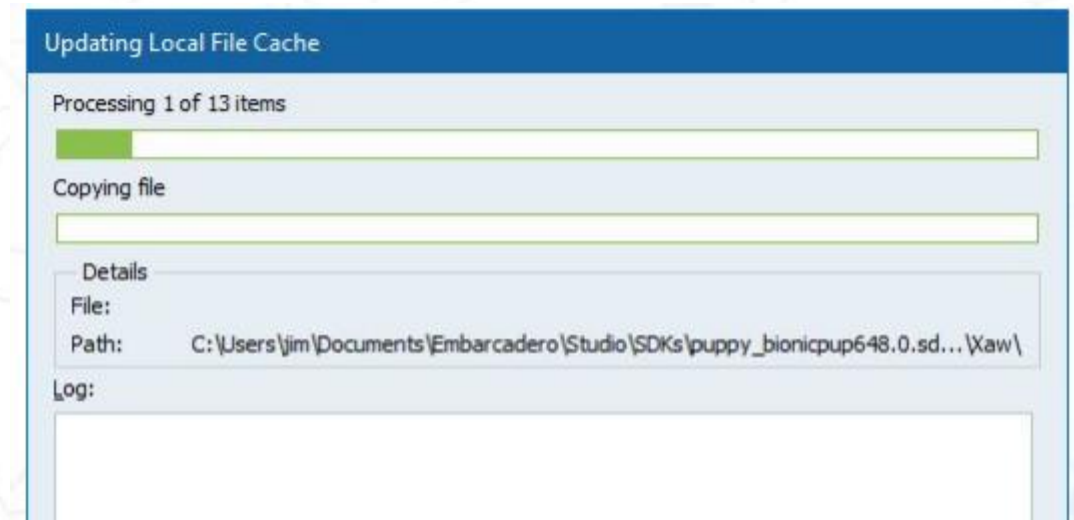 Updating Local File Cache
Processing 1 of 13 items
Copying file
Details
File:
Path: C:\Users\jim\Documents\Embarcadero\Studio\SDKs\puppy_bionicpup648.0.sd...\Xaw\
Log: